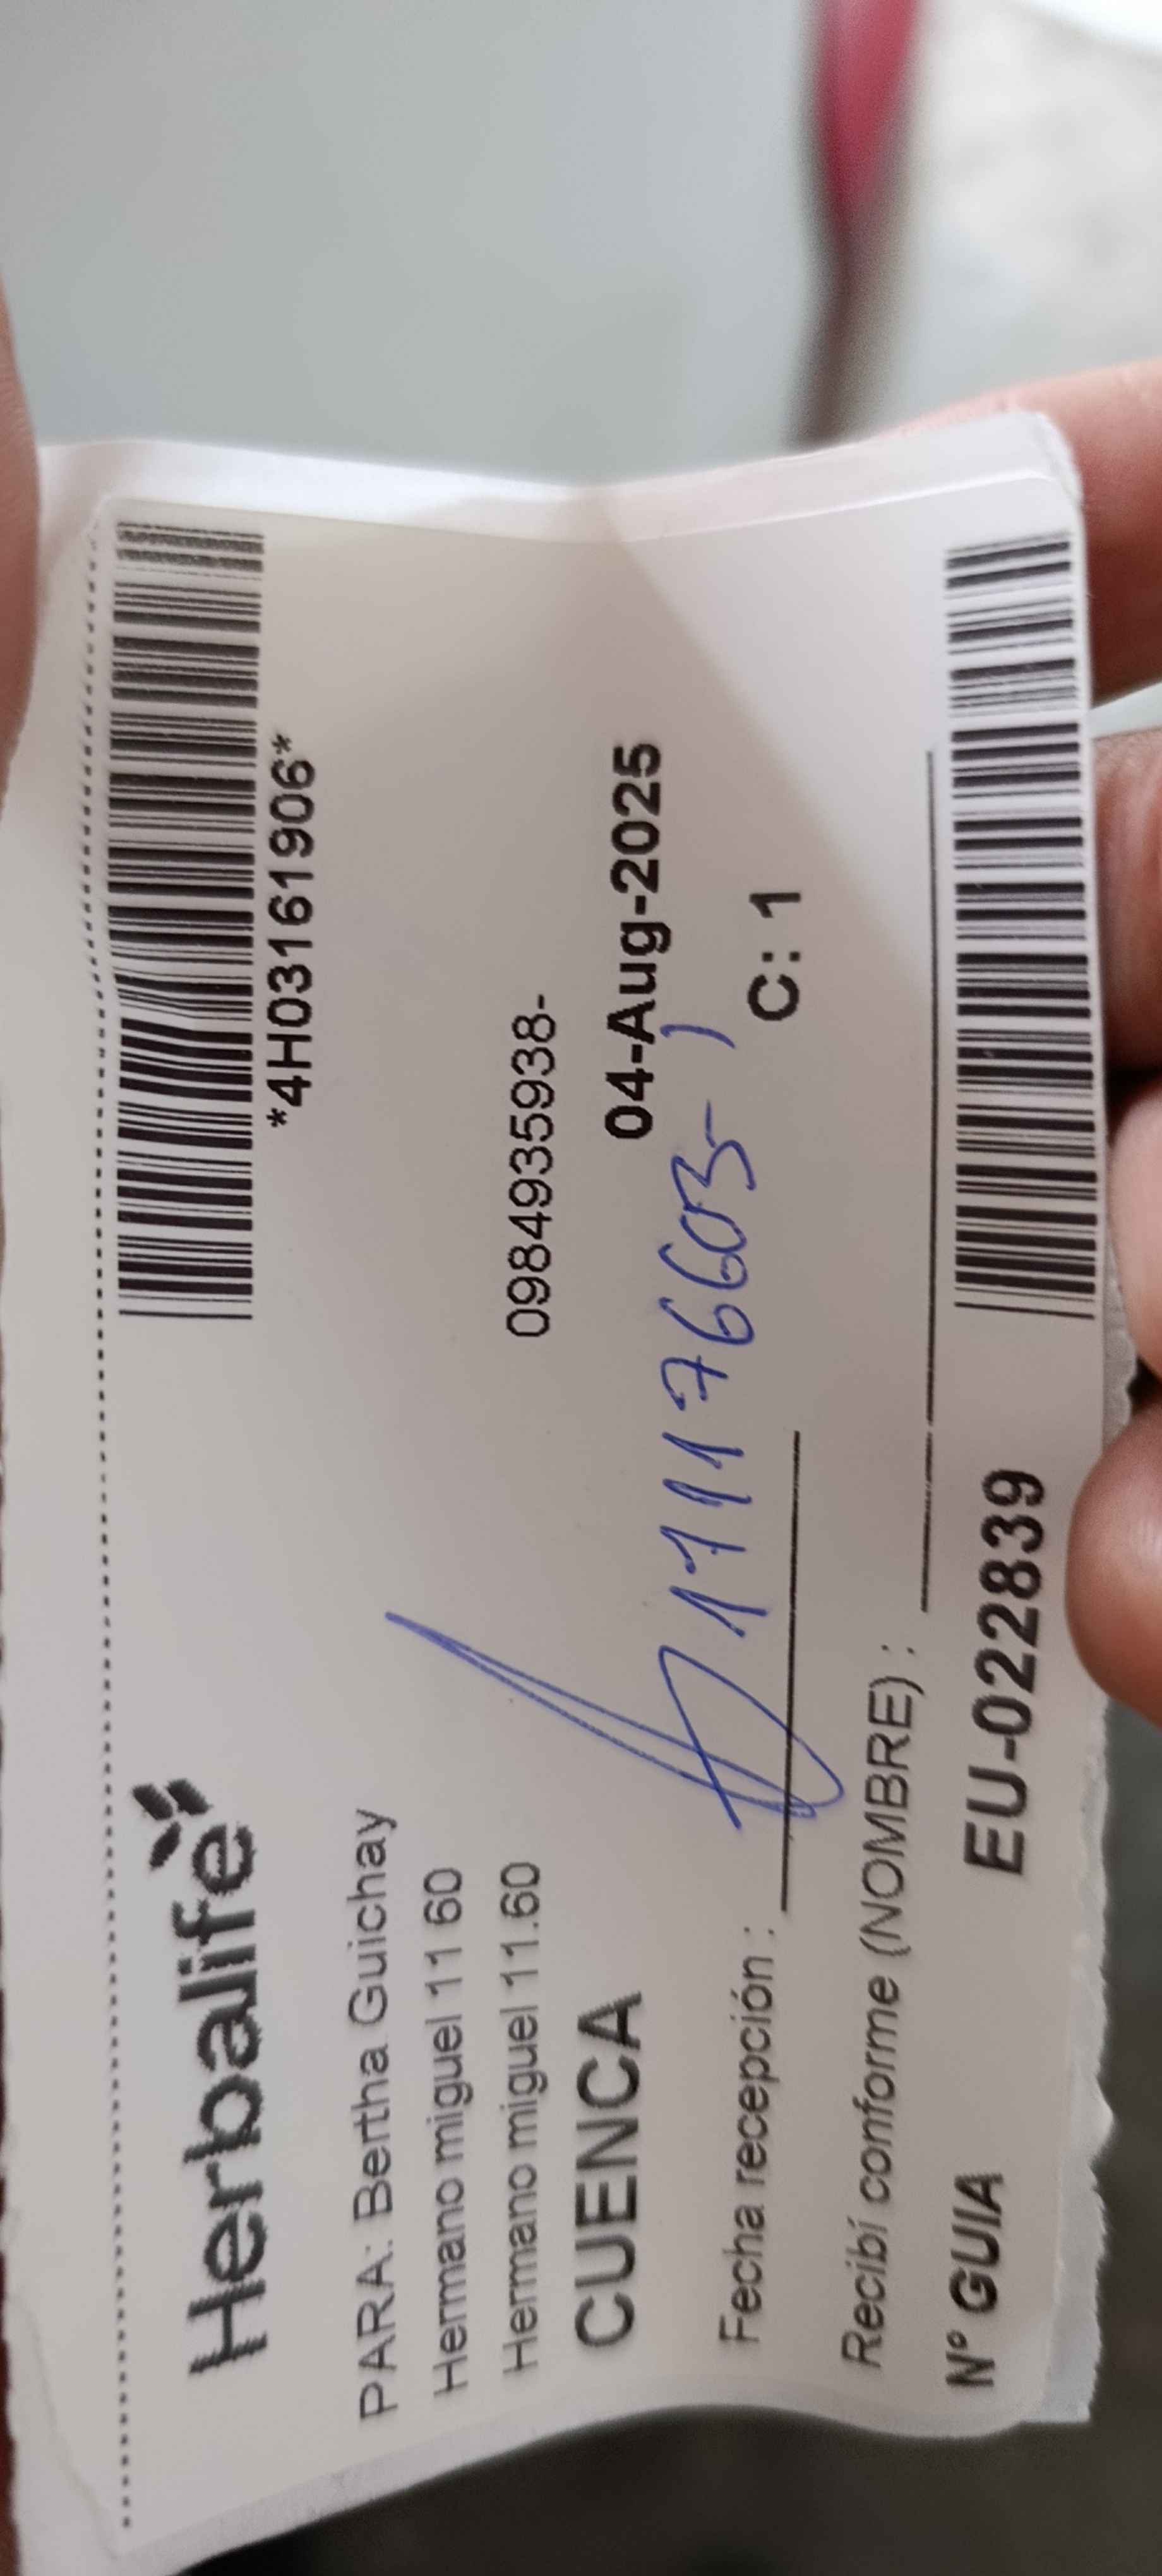 Herbalife
*4H03161906*
PARA: Bertha Guichay
Hermano miguel 11 60
Hermano miguel 11.60
0984935938-
CUENCA
04-Aug-2025
Fecha recepción :
C: 1
Recibí conforme (NOMBRE) :
Nº GUIA
EU-022839